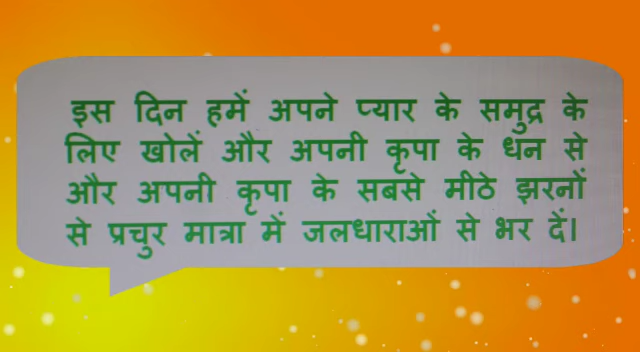 इस दिन हमें अपने प्यार के समुद्र के
लिए खोलें और अपनी कृपा के धन से
और अपनी कृपा के सबसे मीठे झरनों
से प्रचुर मात्रा में जलधाराओं से भर दें।